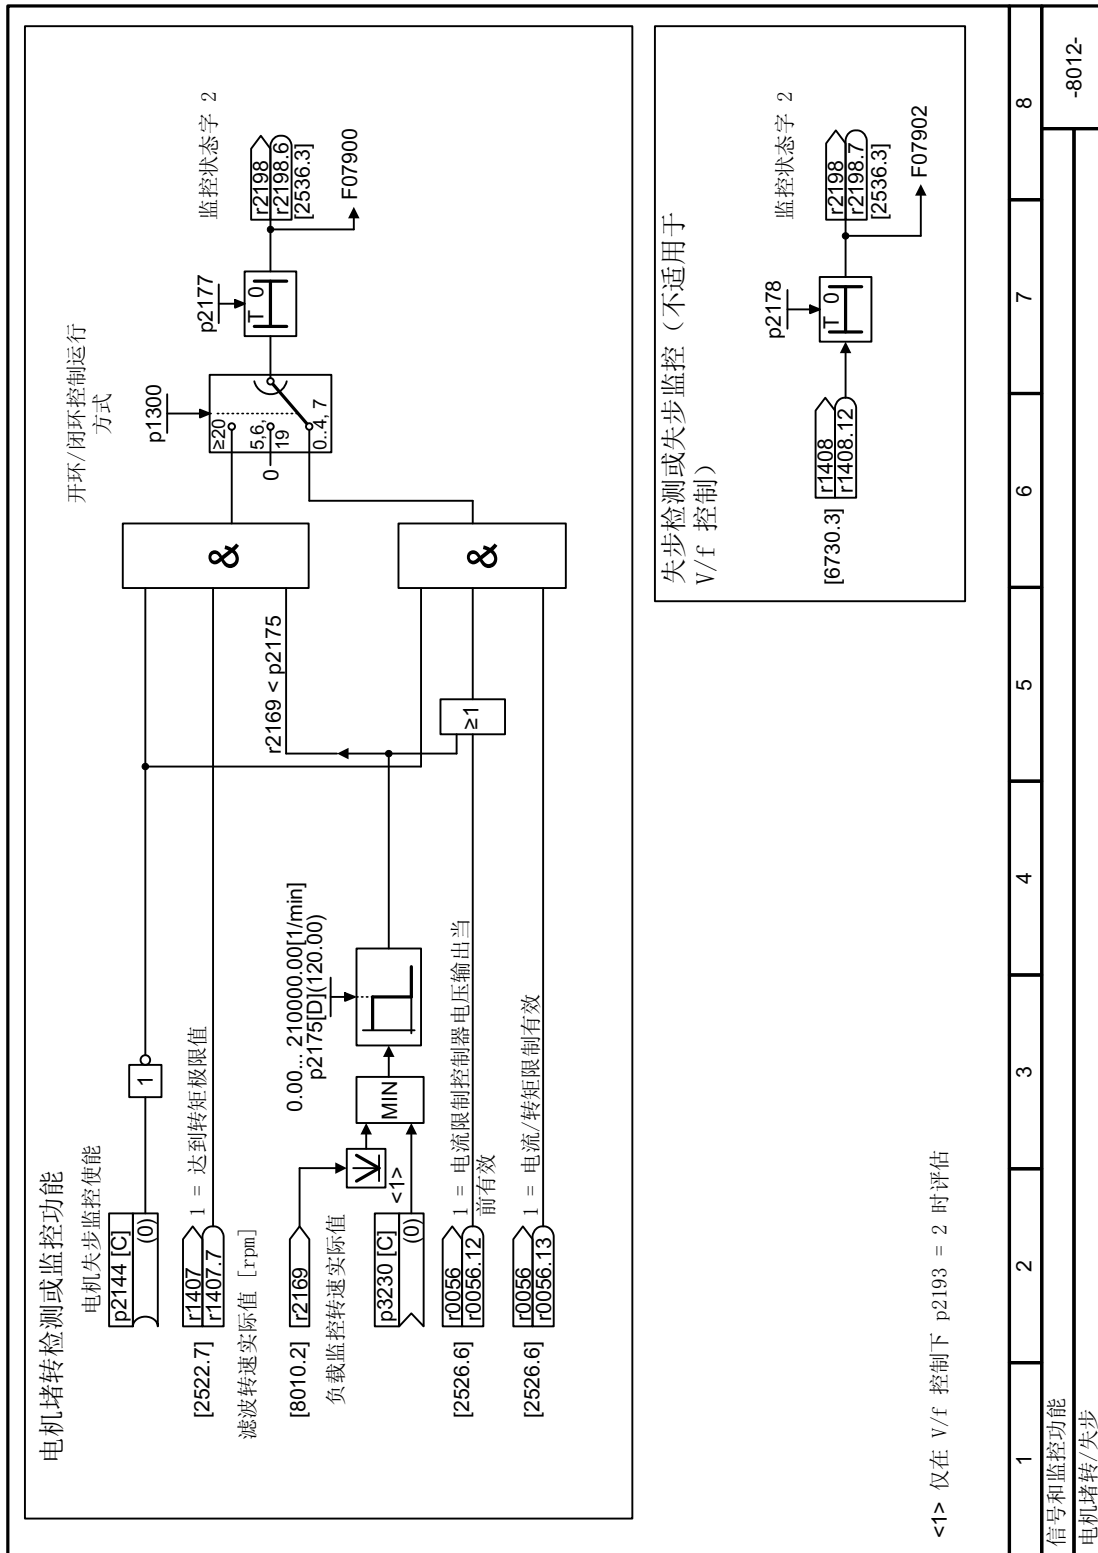 电机堵转检测或监控功能
电机失步监控使能
p2144 [C]
(0)
1
[2522.7]
r1407
r1407.7
1 = 达到转矩极限值
滤波转速实际值 [rpm]
[8010.2]
r2169
负载监控转速实际值
p3230 [C]
(0)
<1>
MIN
0.00... 210000.00[1/min]
p2175[D](120.00)
[2526.6]
r0056
r0056.12
1 = 电流限制控制器电压输出当
前有效
[2526.6]
r0056
r0056.13
1 = 电流/转矩限制有效
r2169 < p2175
≥1
&
&
开环/闭环控制运行
方式
p1300
≥20
5,6,
19
0..4, 7
0
p2177
T 0
监控状态字 2
r2198
r2198.6
[2536.3]
F07900
失步检测或失步监控 (不适用于
V/f 控制)
[6730.3]
r1408
r1408.12
p2178
T 0
监控状态字 2
r2198
r2198.7
[2536.3]
F07902
<1> 仅在 V/f 控制下 p2193 = 2 时评估
1 2 3 4 5 6 7 8
信号和监控功能
电机堵转/失步
-8012-